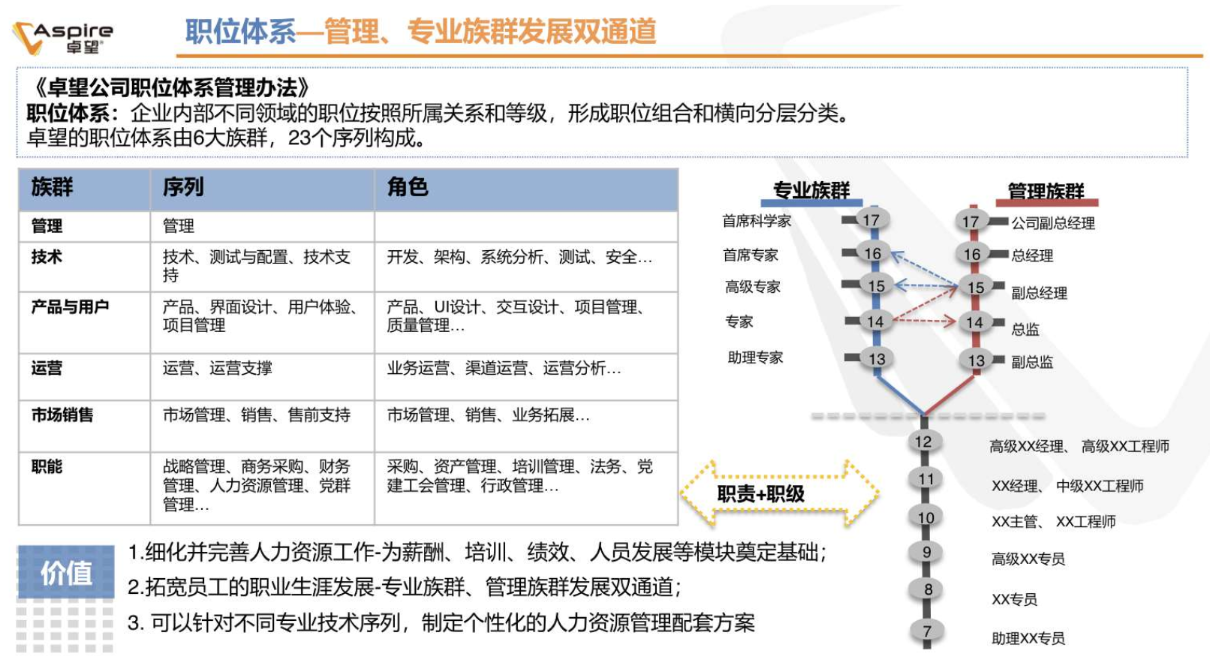 Aspire
卓望®
职位体系—管理、专业族群发展双通道
《卓望公司职位体系管理办法》
职位体系：企业内部不同领域的职位按照所属关系和等级，形成职位组合和横向分层分类。
卓望的职位体系由6大族群，23个序列构成。
族群 序列 角色
管理 管理
技术 技术、测试与配置、技术支
持 开发、架构、系统分析、测试、安全...
产品与用户 产品、界面设计、用户体验、
项目管理 产品、UI设计、交互设计、项目管理、
质量管理...
运营 运营、运营支撑 业务运营、渠道运营、运营分析...
市场销售 市场管理、销售、售前支持 市场管理、销售、业务拓展...
职能 战略管理、商务采购、财务
管理、人力资源管理、党群
管理... 采购、资产管理、培训管理、法务、党
建工会管理、行政管理...
专业族群 管理族群
首席科学家 17 17 公司副总经理
首席专家 16 16 总经理
高级专家 15 15 副总经理
专家 14 14 总监
助理专家 13 13 副总监
12 高级XX经理、 高级XX工程师
11 XX经理、 中级XX工程师
10 XX主管、 XX工程师
9 高级XX专员
8 XX专员
7 助理XX专员
职责+职级
价值
1.细化并完善人力资源工作-为薪酬、培训、绩效、人员发展等模块奠定基础；
2.拓宽员工的职业生涯发展-专业族群、管理族群发展双通道；
3. 可以针对不同专业技术序列，制定个性化的人力资源管理配套方案